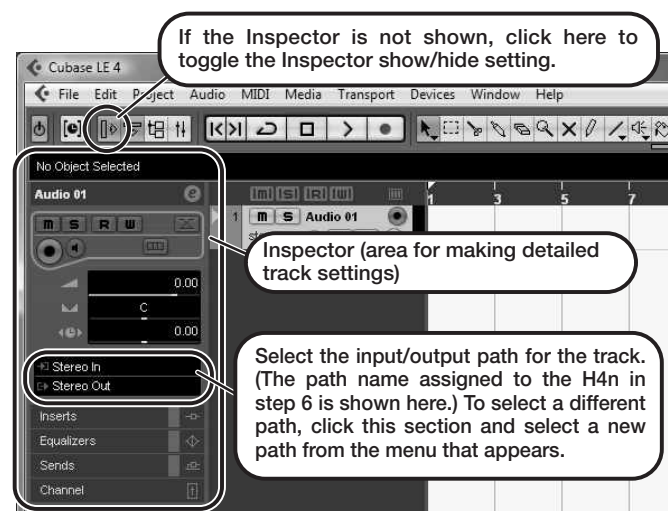 If the Inspector is not shown, click here to
toggle the Inspector show/hide setting.
Cubase LE 4
File Edit Project Audio MIDI Media Transport Devices Window Help
No Object Selected
Audio 01
m S R W
1 m S Audio 01
1 3 5 7
Inspector (area for making detailed
track settings)
0.00
C
0.00
Stereo In
Stereo Out
Select the input/output path for the track.
(The path name assigned to the H4n in
step 6 is shown here.) To select a different
path, click this section and select a new
path from the menu that appears.
Inserts
Equalizers
Sends
Channel